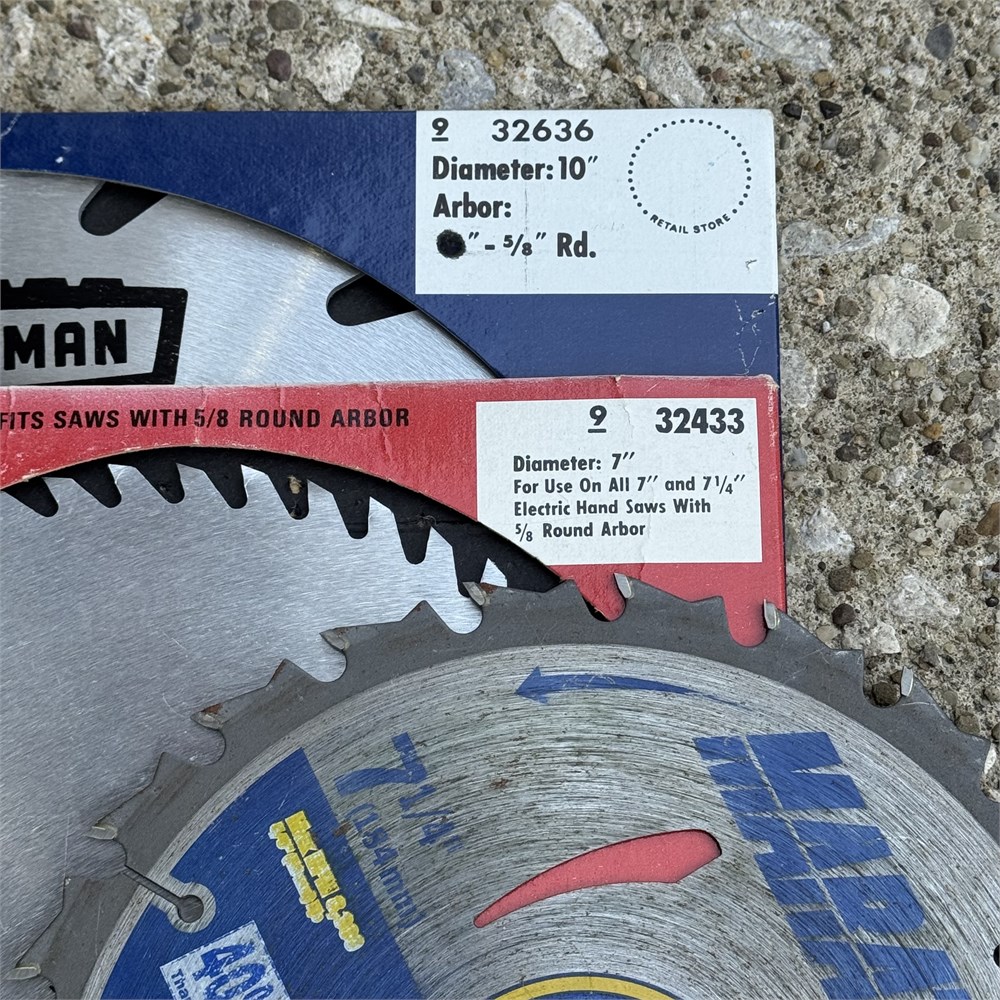 9 32636
Diameter: 10"
Arbor:
" - 5/8" Rd.
RETAIL STORE
MAN
FITS SAWS WITH 5/8 ROUND ARBOR
9 32433
Diameter: 7"
For Use On All 7" and 7 1/4"
Electric Hand Saws With
5/8 Round Arbor
7 1/4"
(184mm)
MARA